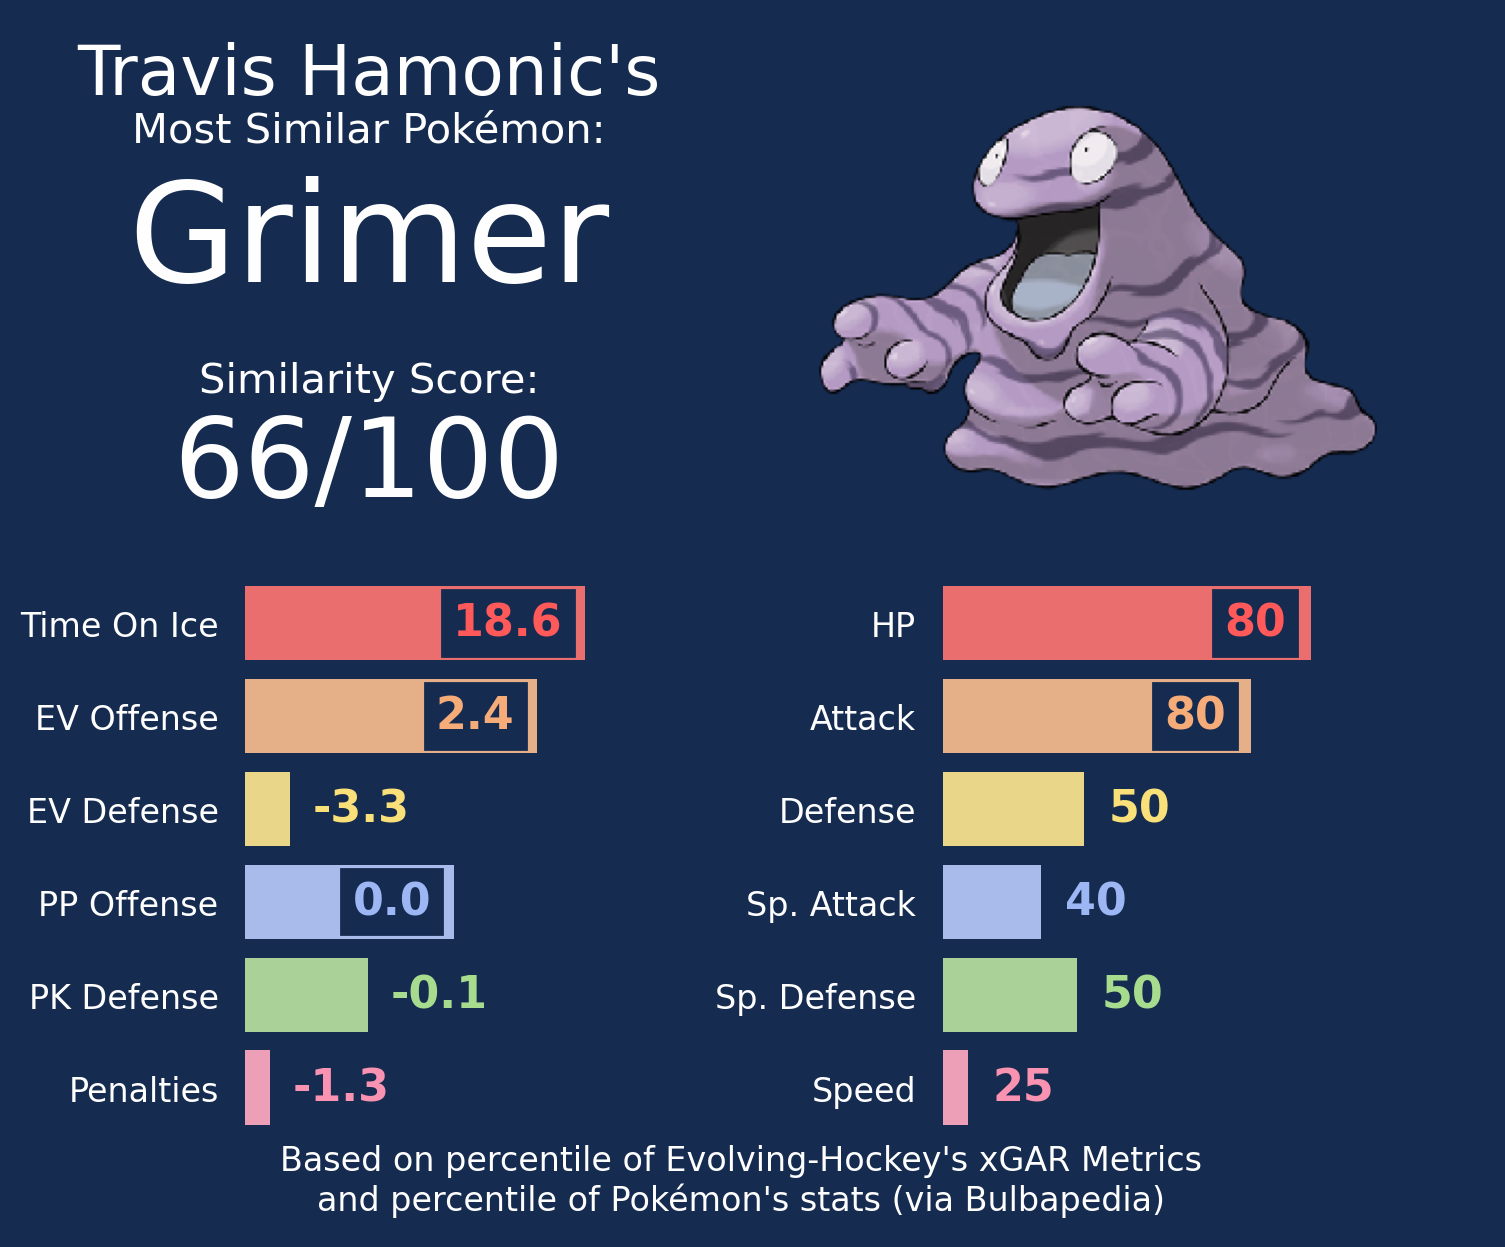 Travis Hamonic's
Most Similar Pokémon:
Grimer
Similarity Score:
66/100
Time On Ice 18.6
EV Offense 2.4
EV Defense -3.3
PP Offense 0.0
PK Defense -0.1
Penalties -1.3
HP 80
Attack 80
Defense 50
Sp. Attack 40
Sp. Defense 50
Speed 25
Based on percentile of Evolving-Hockey's xGAR Metrics
and percentile of Pokémon's stats (via Bulbapedia)